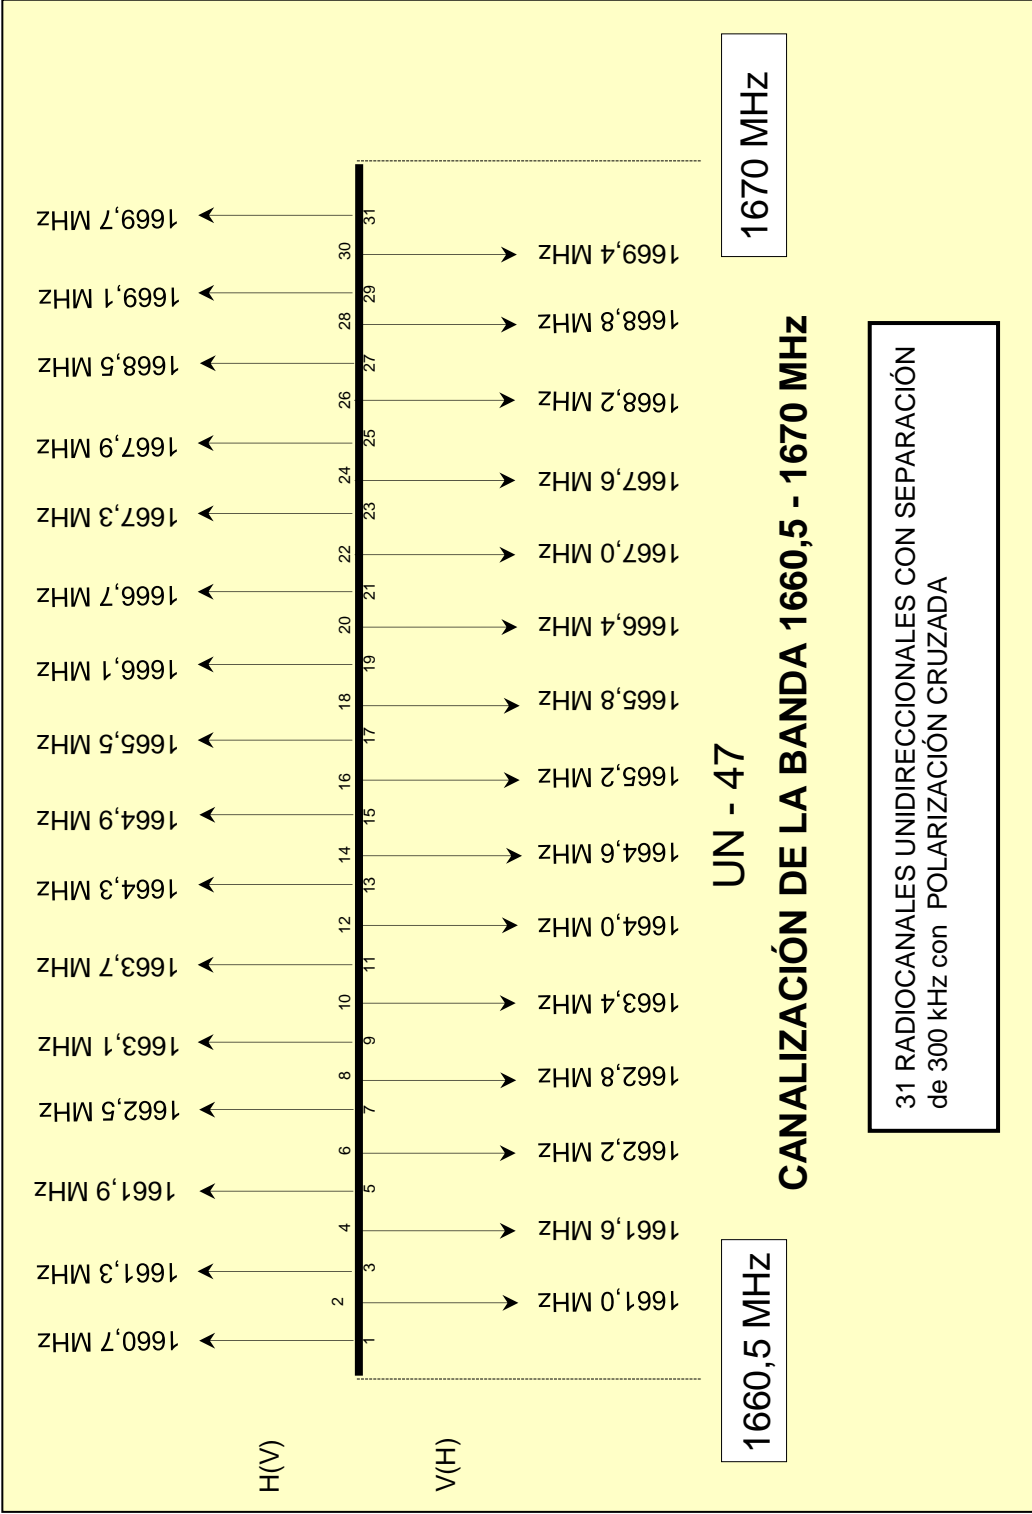 1660,7 MHz
1661,3 MHz
1661,9 MHz
1662,5 MHz
1663,1 MHz
1663,7 MHz
1664,3 MHz
1664,9 MHz
1665,5 MHz
1666,1 MHz
1666,7 MHz
1667,3 MHz
1667,9 MHz
1668,5 MHz
1669,1 MHz
1669,7 MHz
H(V)
2
4
6
8
10
12
14
16
18
20
22
24
26
28
30
1
3
5
7
9
11
13
15
17
19
21
23
25
27
29
31
V(H)
1661,0 MHz
1661,6 MHz
1662,2 MHz
1662,8 MHz
1663,4 MHz
1664,0 MHz
1664,6 MHz
1665,2 MHz
1665,8 MHz
1666,4 MHz
1667,0 MHz
1667,6 MHz
1668,2 MHz
1668,8 MHz
1669,4 MHz
1660,5 MHz
UN - 47
1670 MHz
CANALIZACIÓN DE LA BANDA 1660,5 - 1670 MHz
31 RADIOCANALES UNIDIRECCIONALES CON SEPARACIÓN
de 300 kHz con POLARIZACIÓN CRUZADA